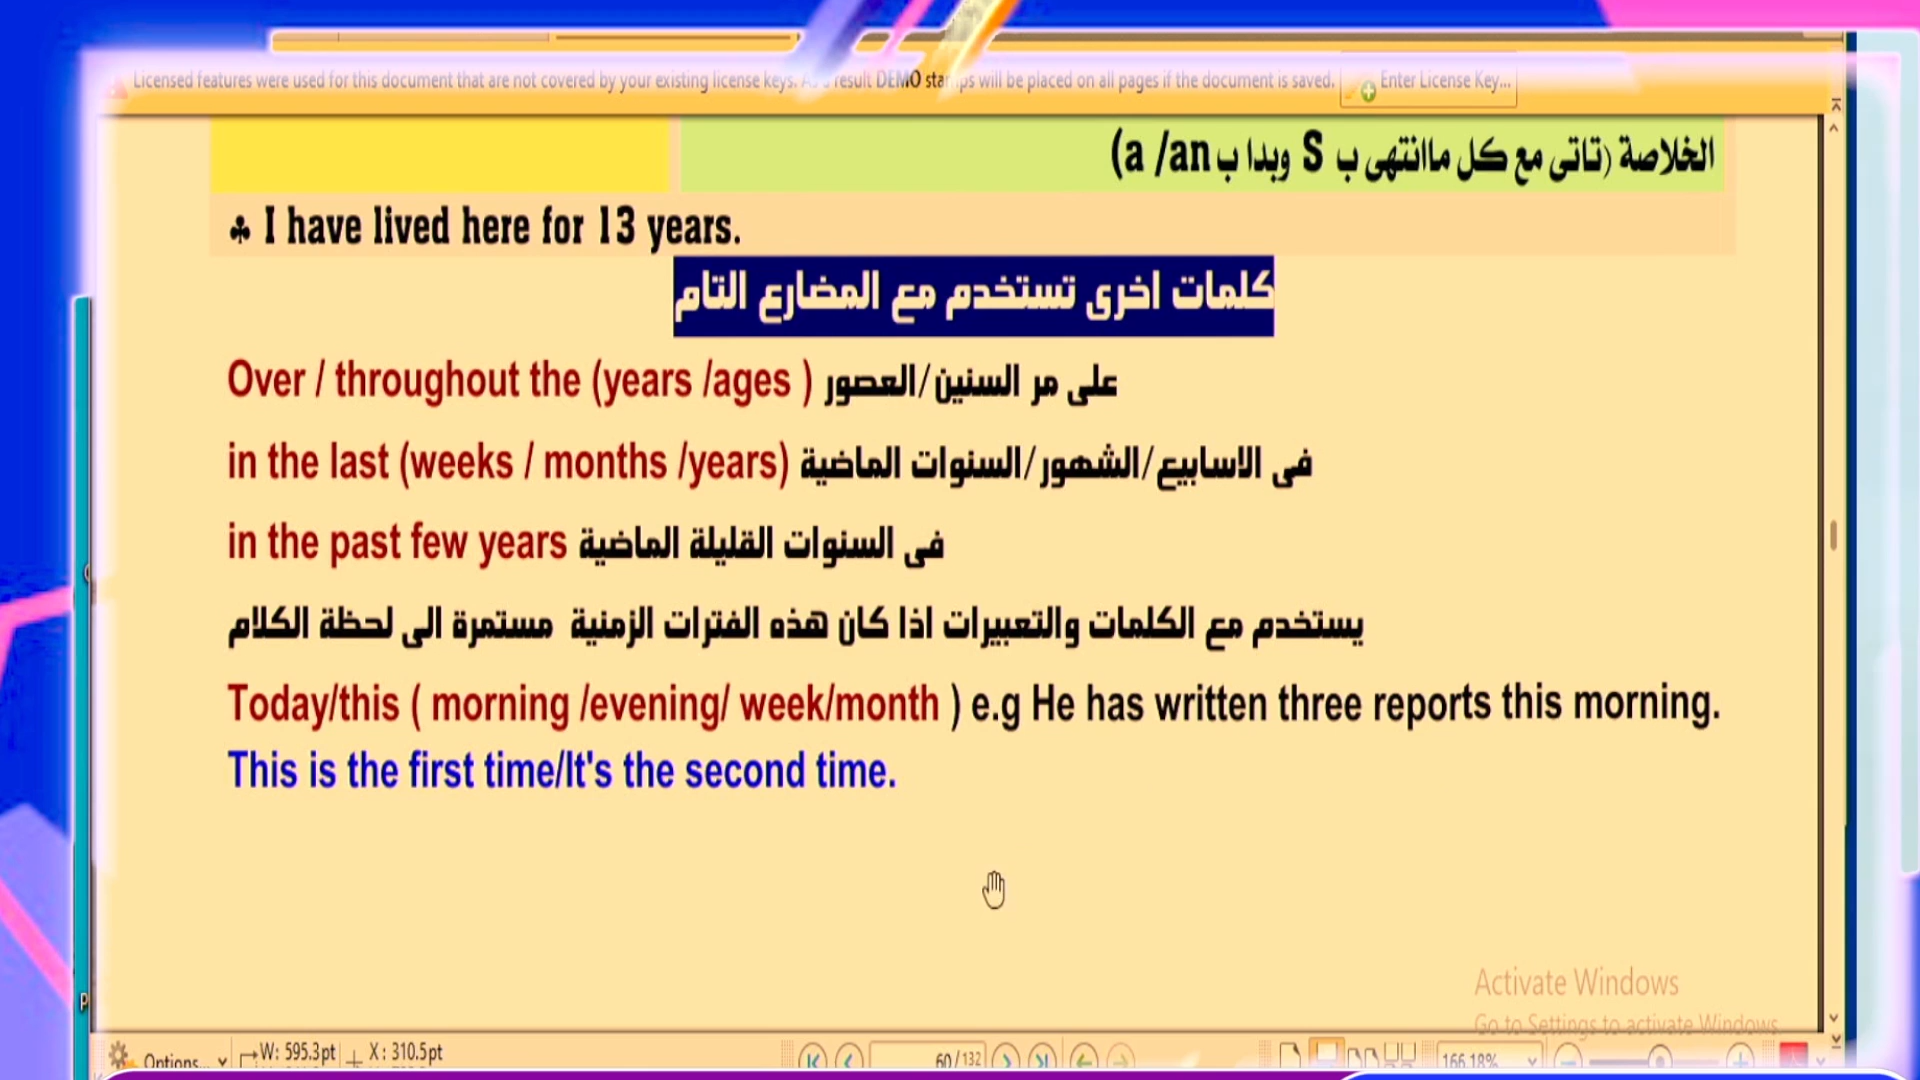 Licensed features were used for this document that are not covered by your existing license keys. As a result DEMO stamps will be placed on all pages if the document is saved. Enter License Key...
الخلاصة (تاتى مع كل ماانتهى ب S وبدا ب a /an)
♣ I have lived here for 13 years.
كلمات اخرى تستخدم مع المضارع التام
Over / throughout the (years /ages ) على مر السنين/العصور
in the last (weeks / months /years) فى الاسابيع/الشهور/السنوات الماضية
in the past few years فى السنوات القليلة الماضية
يستخدم مع الكلمات والتعبيرات اذا كان هذه الفترات الزمنية مستمرة الى لحظة الكلام
Today/this ( morning /evening/ week/month ) e.g He has written three reports this morning.
This is the first time/It's the second time.
Activate Windows
Go to Settings to activate Windows.
Options... W: 595.3pt X: 310.5pt 60/132 166.18%